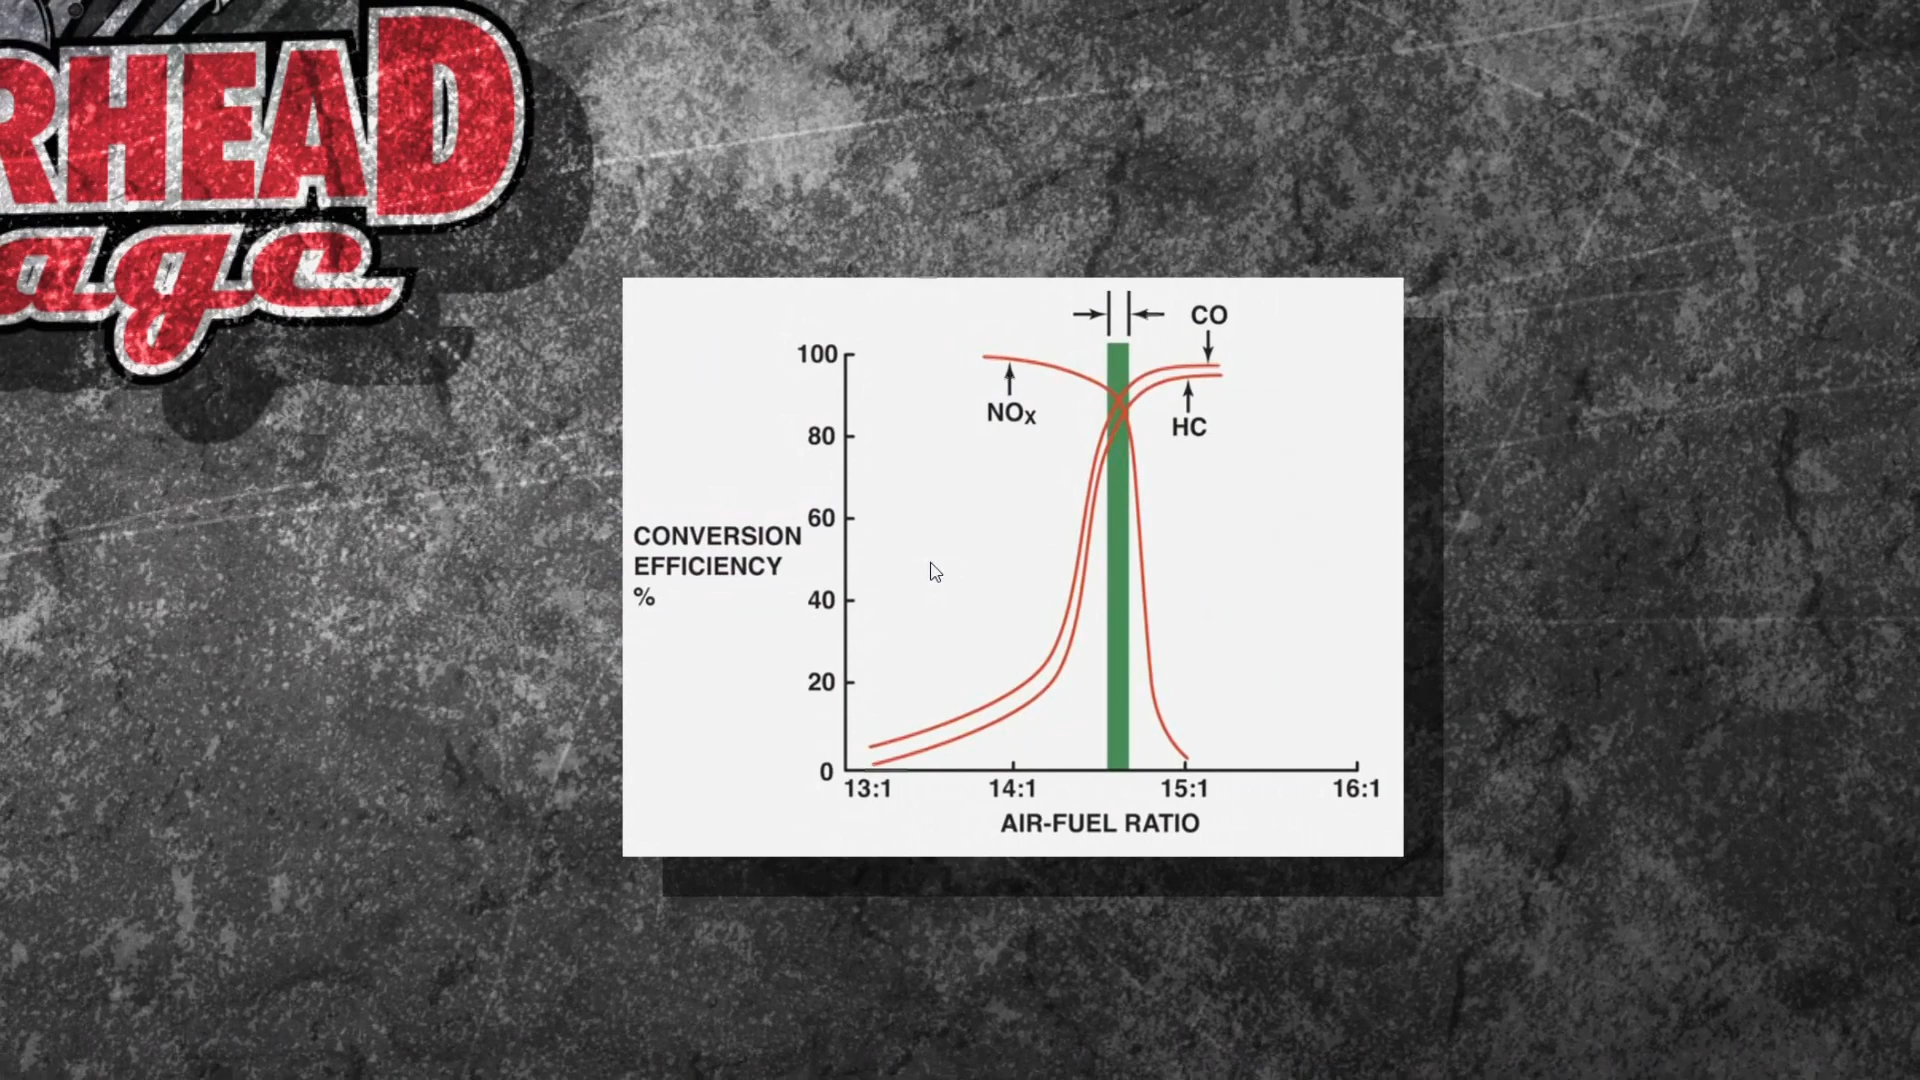 RHEAD
age
CO
100
NOX
80
HC
60
CONVERSION
EFFICIENCY
%
40
20
0
13:1 14:1 15:1 16:1
AIR-FUEL RATIO